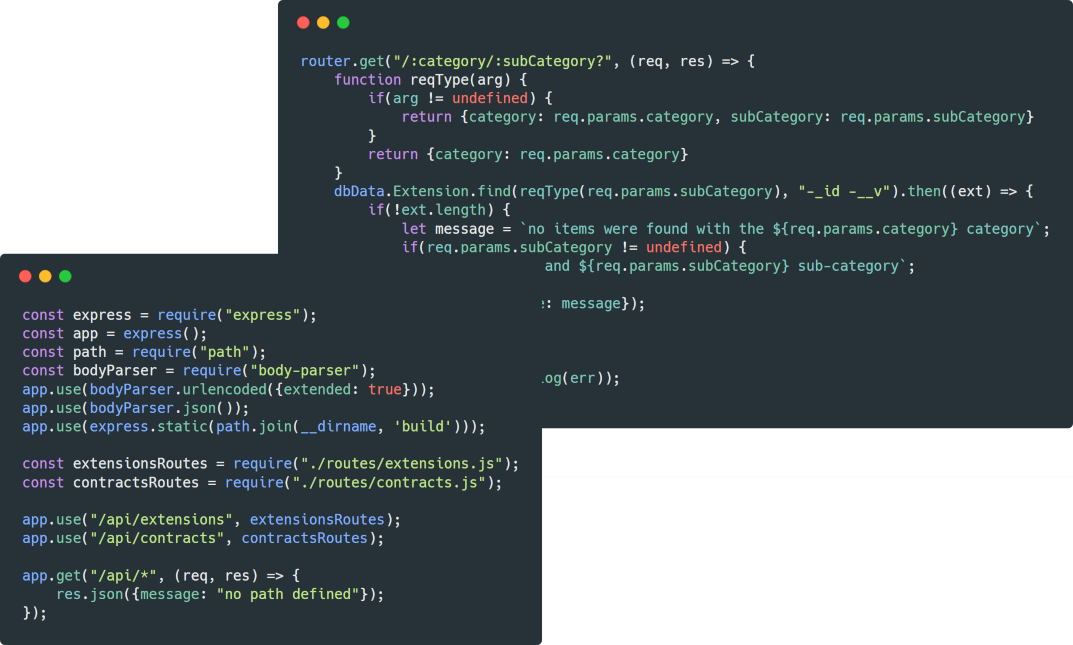 router.get("/:category/:subCategory?", (req, res) => {
    function reqType(arg) {
        if(arg != undefined) {
            return {category: req.params.category, subCategory: req.params.subCategory}
        }
        return {category: req.params.category}
    }
    dbData.Extension.find(reqType(req.params.subCategory), "-_id -__v").then((ext) => {
        if(!ext.length) {
            let message = `no items were found with the ${req.params.category} category`;
            if(req.params.subCategory != undefined) {
and ${req.params.subCategory} sub-category`;
: message});
og(err));
const express = require("express");
const app = express();
const path = require("path");
const bodyParser = require("body-parser");
app.use(bodyParser.urlencoded({extended: true}));
app.use(bodyParser.json());
app.use(express.static(path.join(__dirname, 'build')));
const extensionsRoutes = require("./routes/extensions.js");
const contractsRoutes = require("./routes/contracts.js");
app.use("/api/extensions", extensionsRoutes);
app.use("/api/contracts", contractsRoutes);
app.get("/api/*", (req, res) => {
    res.json({message: "no path defined"});
});